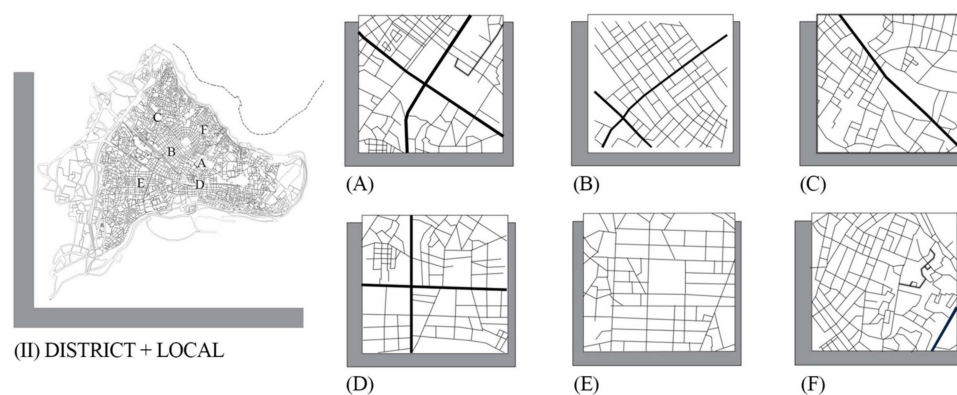 C
F
B
A
E
D
(II) DISTRICT + LOCAL
(A)
(B)
(C)
(D)
(E)
(F)